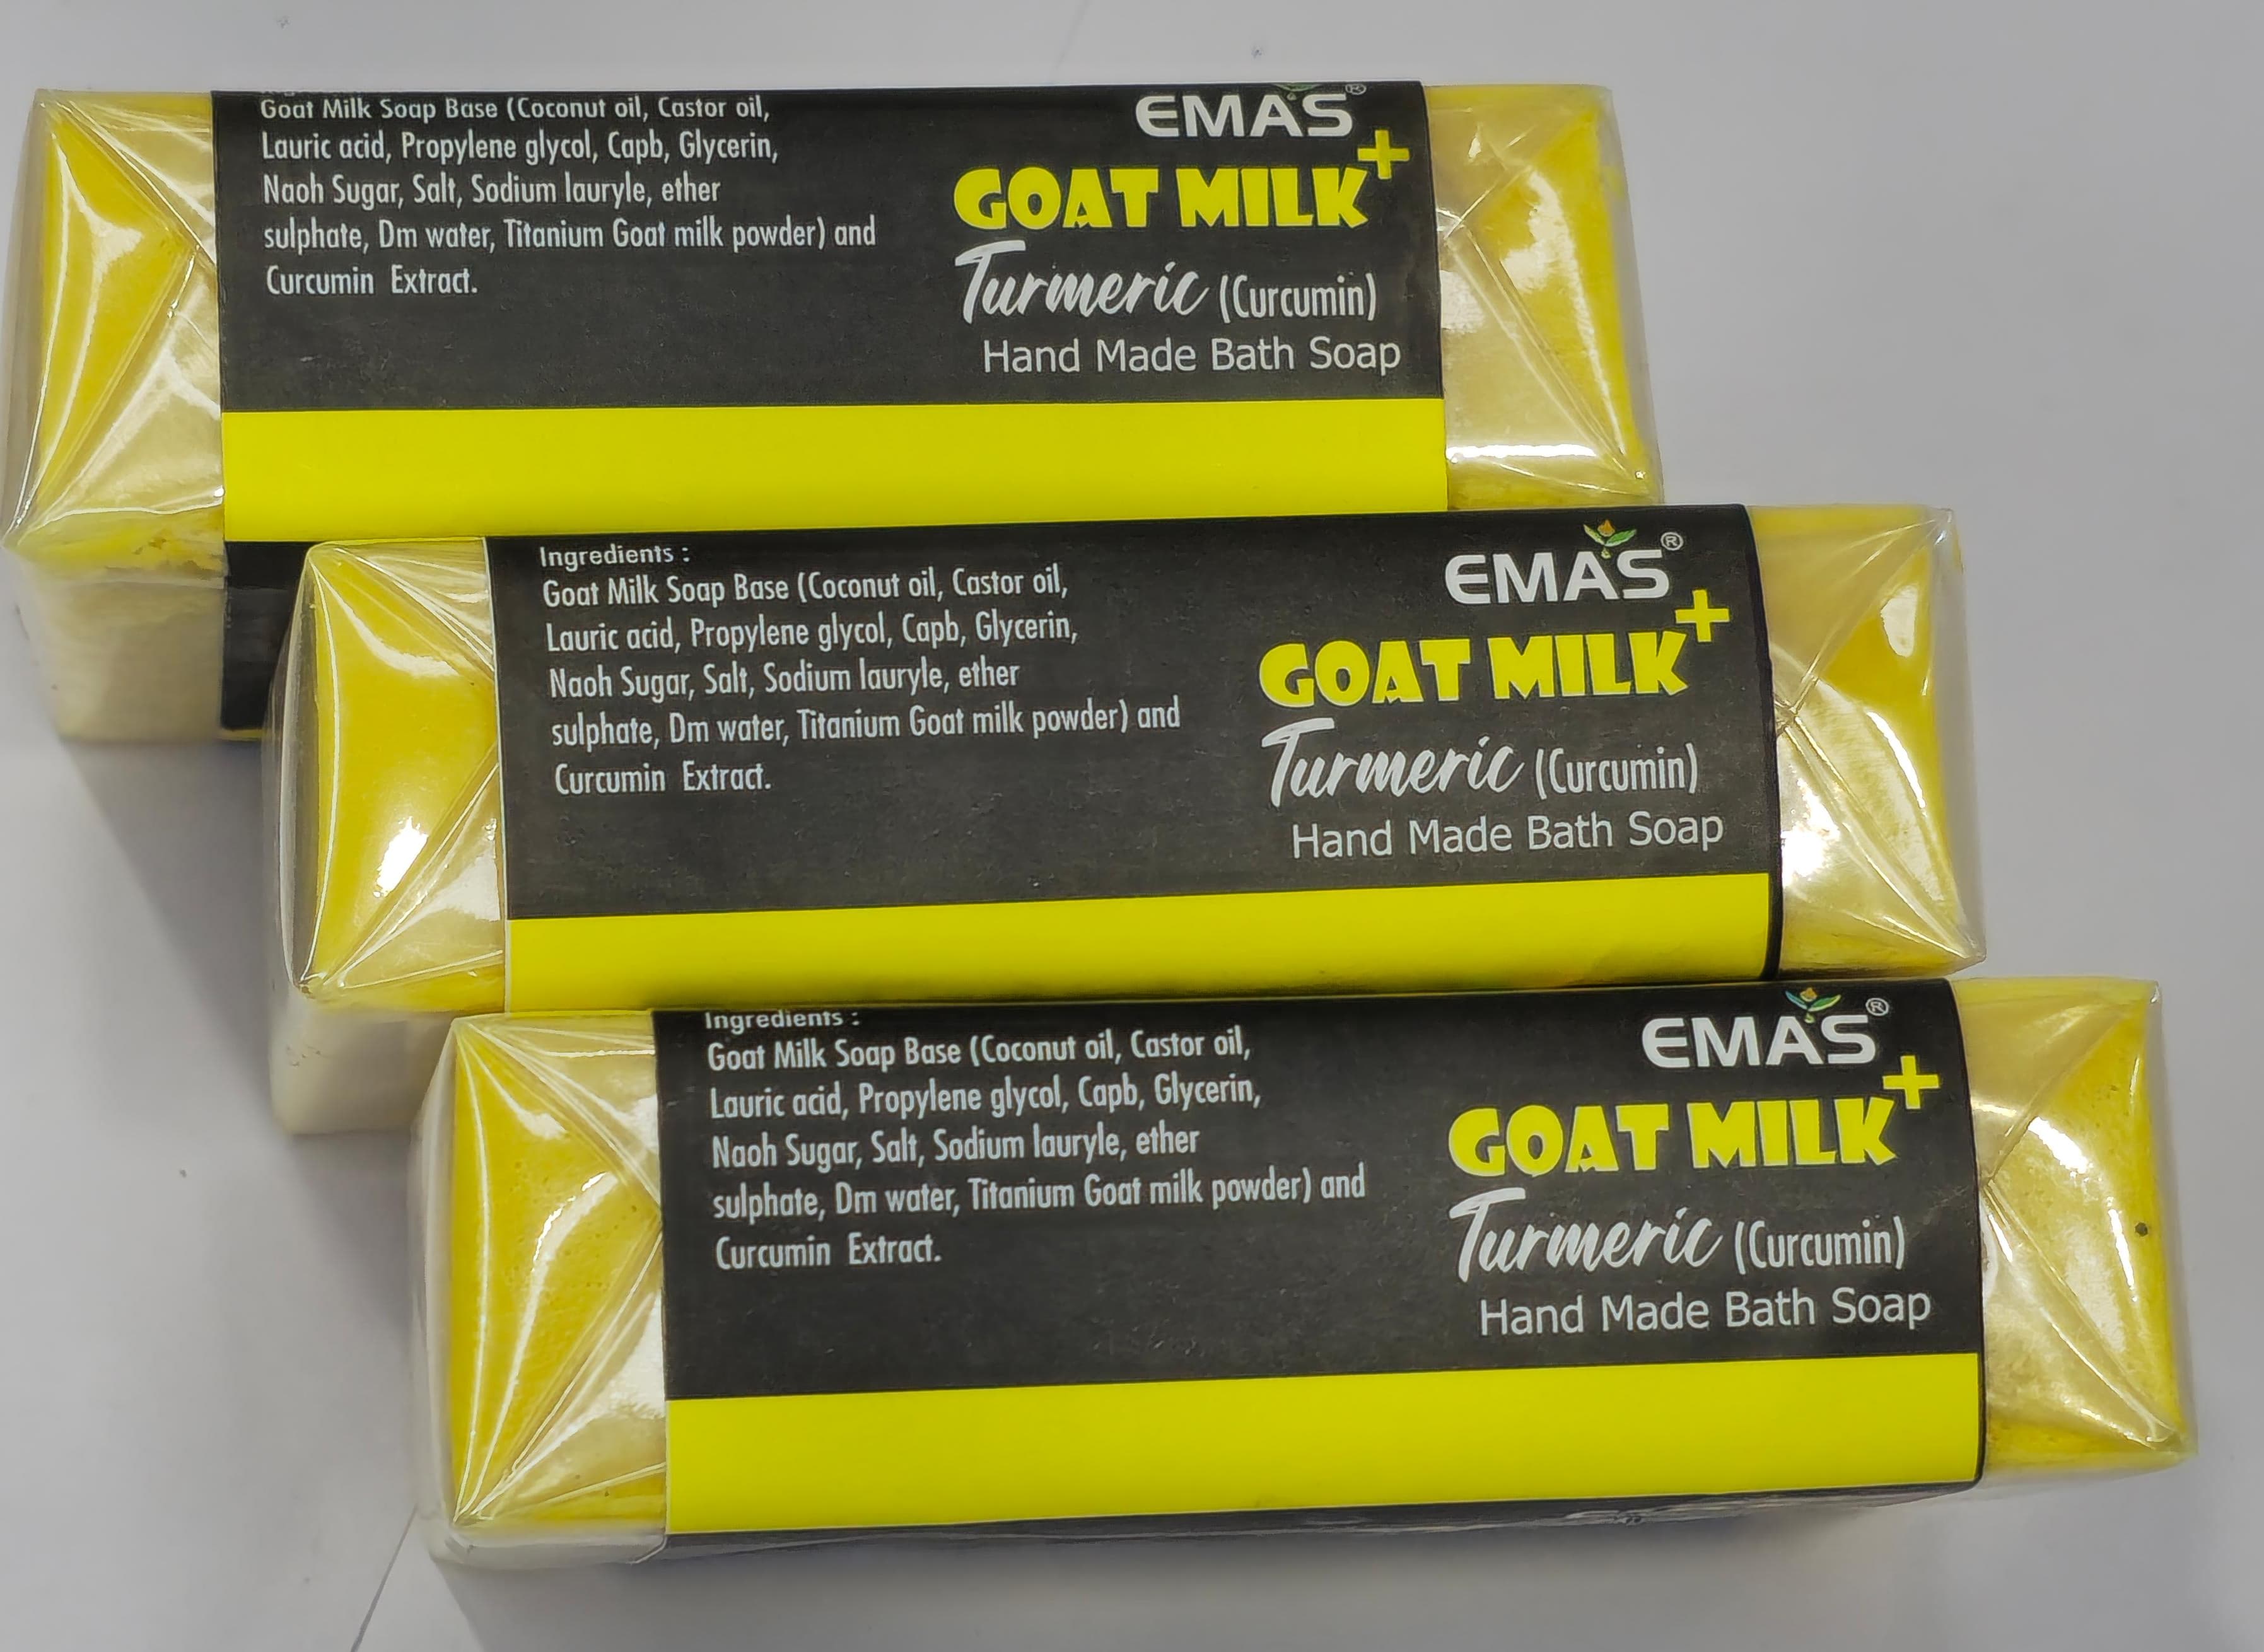 Goat Milk Soap Base (Coconut oil, Castor oil,
Lauric acid, Propylene glycol, Capb, Glycerin,
Naoh Sugar, Salt, Sodium lauryle, ether
sulphate, Dm water, Titanium Goat milk powder) and
Curcumin Extract.
EMAS®
GOAT MILK+
Turmeric (Curcumin)
Hand Made Bath Soap
Ingredients :
Goat Milk Soap Base (Coconut oil, Castor oil,
Lauric acid, Propylene glycol, Capb, Glycerin,
Naoh Sugar, Salt, Sodium lauryle, ether
sulphate, Dm water, Titanium Goat milk powder) and
Curcumin Extract.
EMAS®
GOAT MILK+
Turmeric (Curcumin)
Hand Made Bath Soap
Ingredients :
Goat Milk Soap Base (Coconut oil, Castor oil,
Lauric acid, Propylene glycol, Capb, Glycerin,
Naoh Sugar, Salt, Sodium lauryle, ether
sulphate, Dm water, Titanium Goat milk powder) and
Curcumin Extract.
EMAS®
GOAT MILK+
Turmeric (Curcumin)
Hand Made Bath Soap